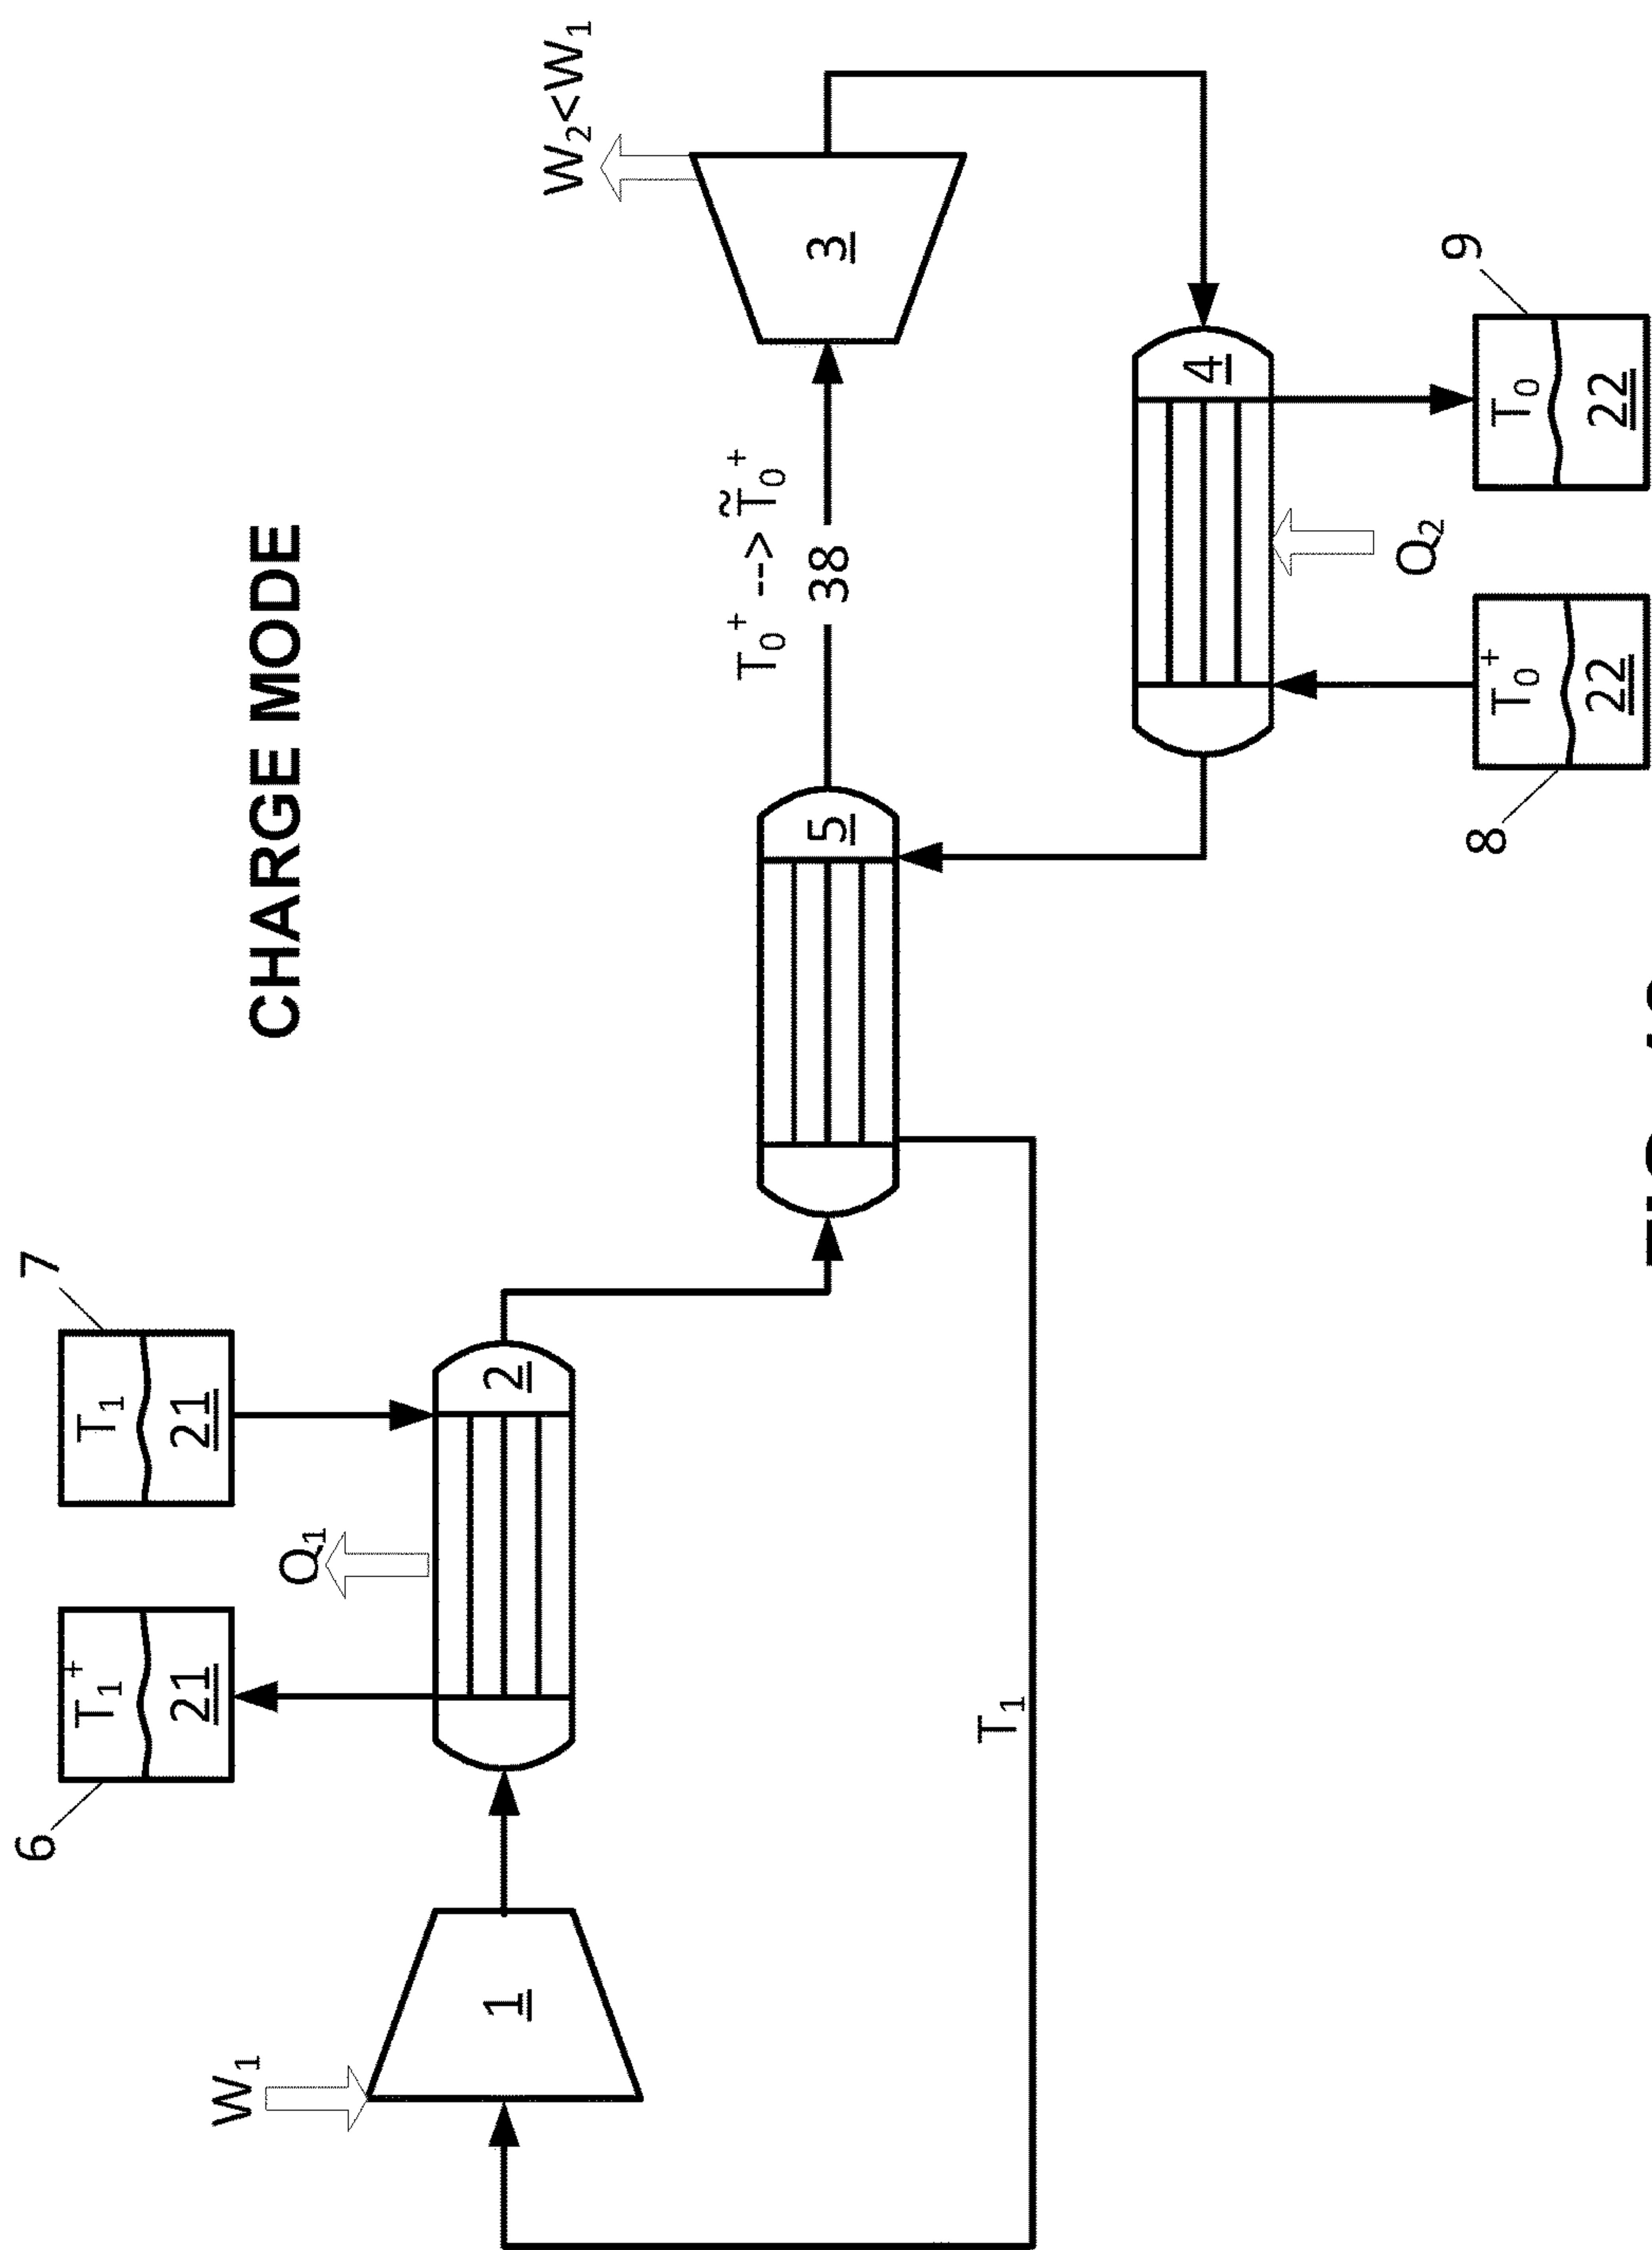 6
7
T₁⁺
T₁
21
21
W₁
Q₁
CHARGE MODE
1
2
W₂<W₁
T₀⁺ --> T̃₀⁺
5
38
3
T₁
4
Q₂
8
9
T₀⁺
T₀
22
22